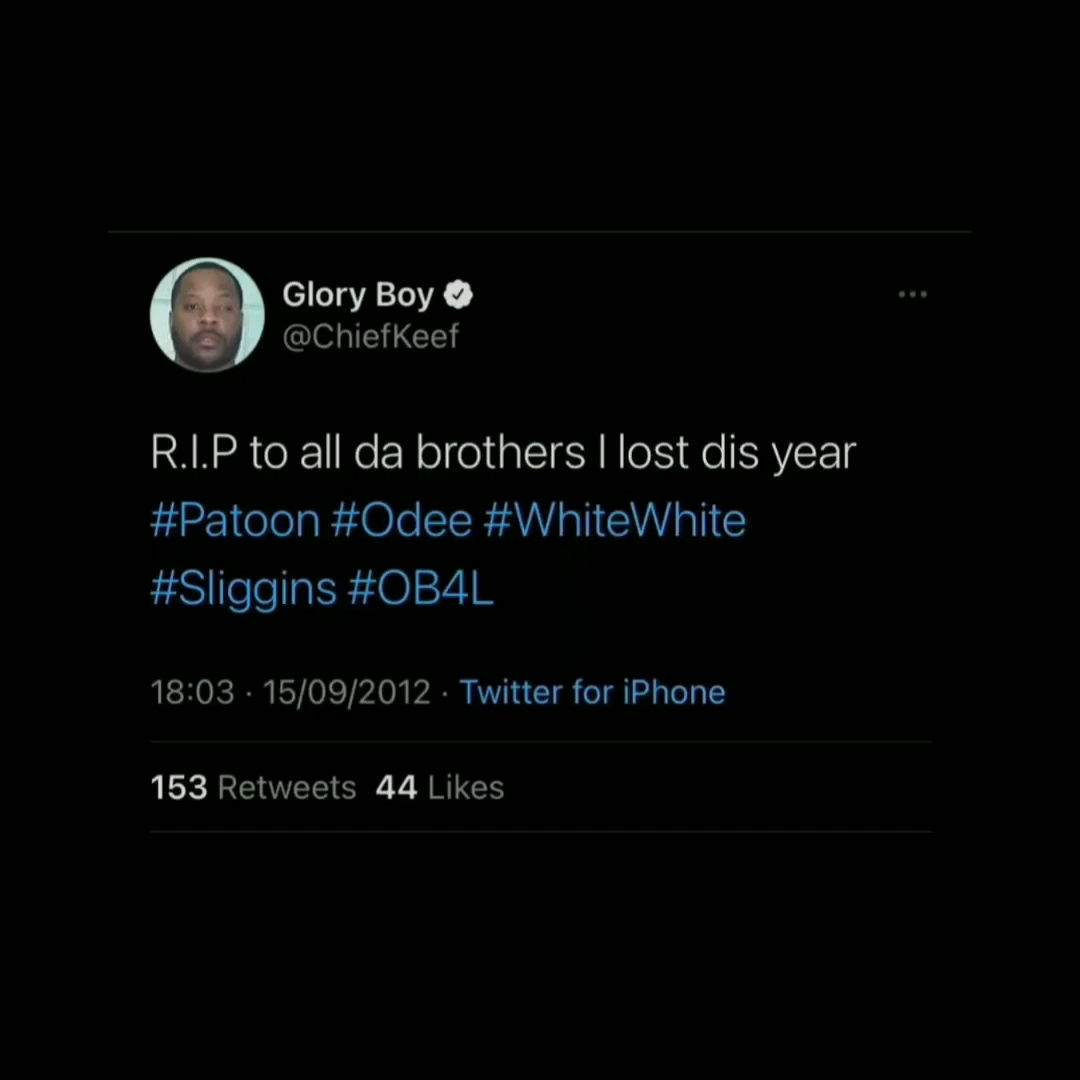 Glory Boy
@ChiefKeef
R.I.P to all da brothers I lost dis year
#Patoon #Odee #WhiteWhite
#Sliggins #OB4L
18:03 · 15/09/2012 · Twitter for iPhone
153 Retweets 44 Likes